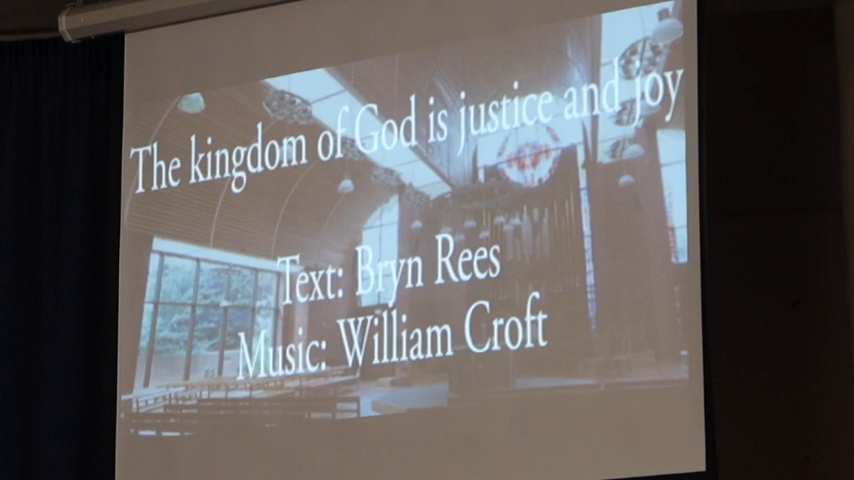 The kingdom of God is justice and joy
Text: Bryn Rees
Music: William Croft